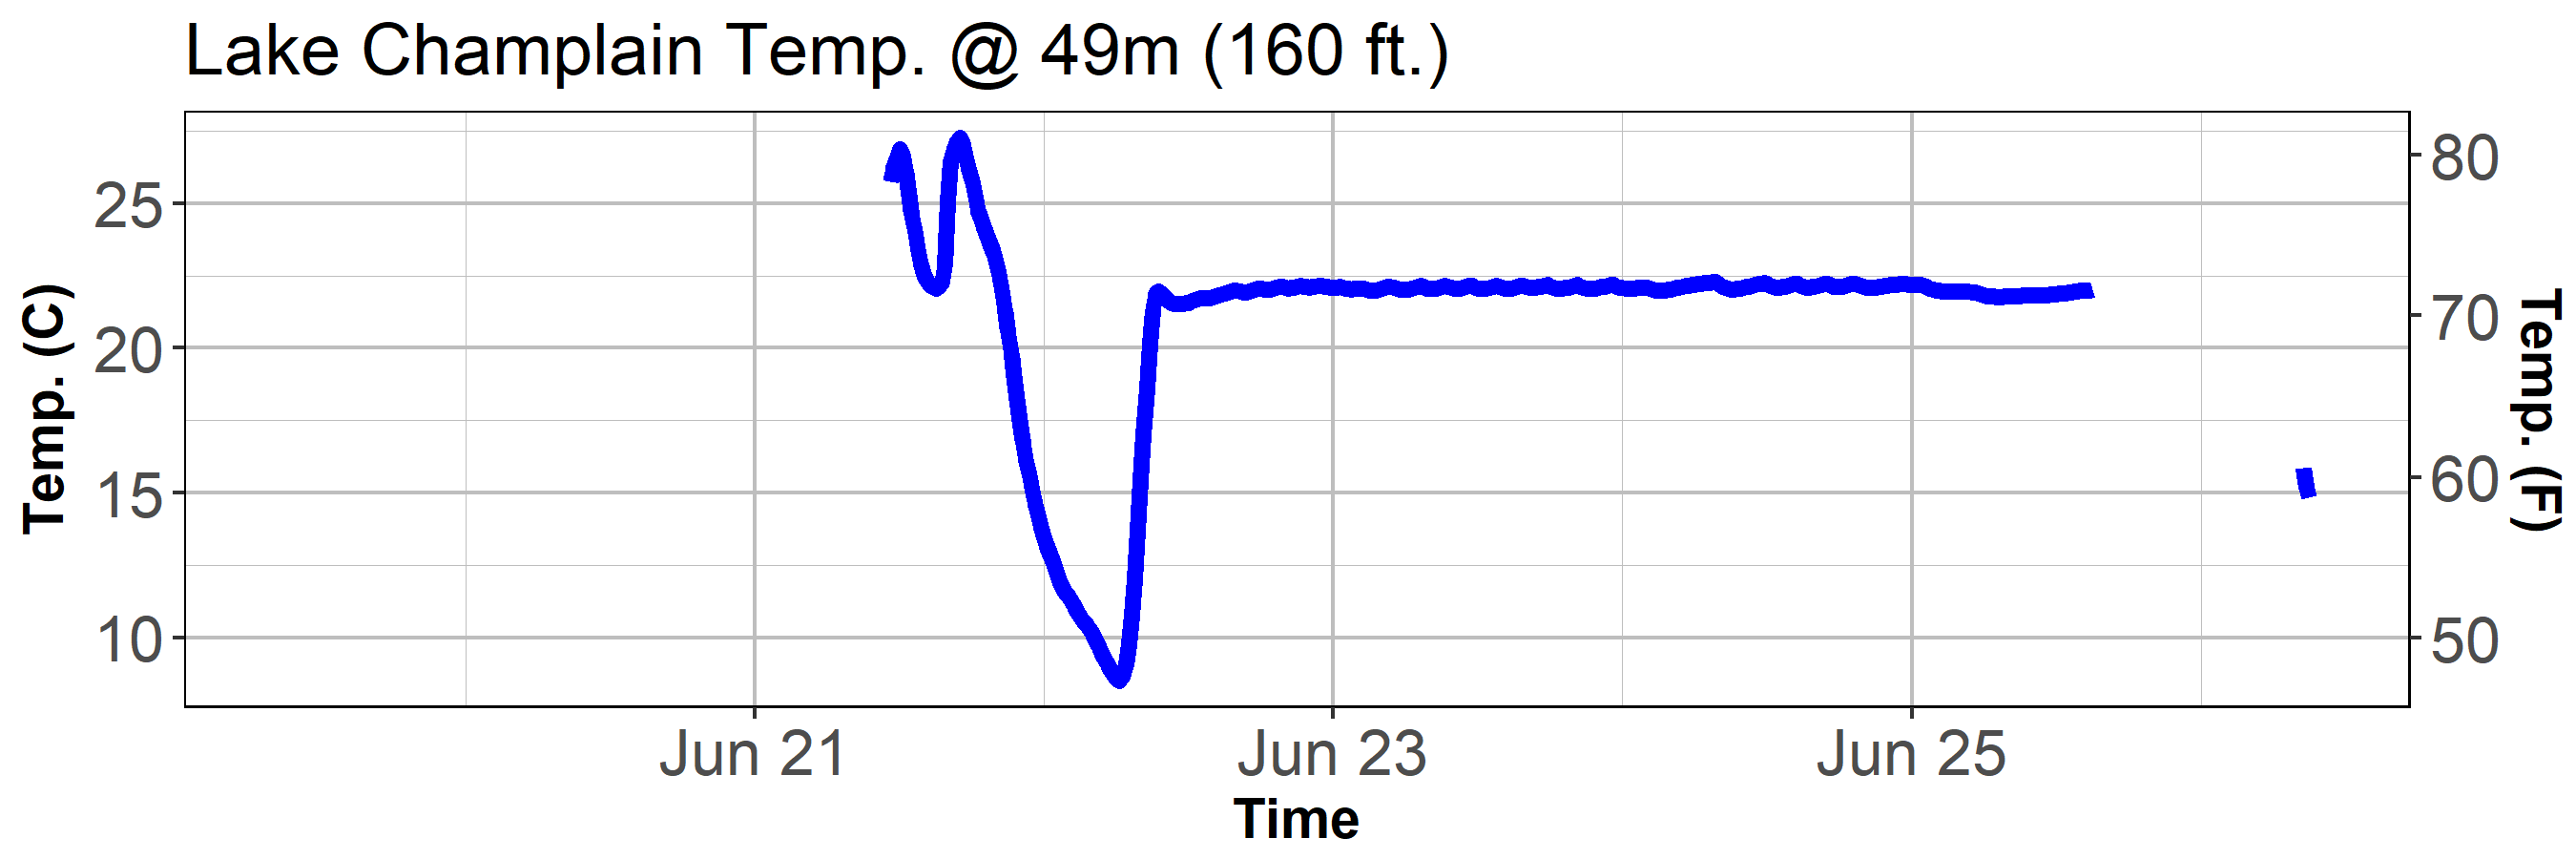 Lake Champlain Temp. @ 49m (160 ft.)
Temp. (C)
25
20
15
10
80
70
60
50
Temp. (F)
Jun 21
Jun 23
Jun 25
Time